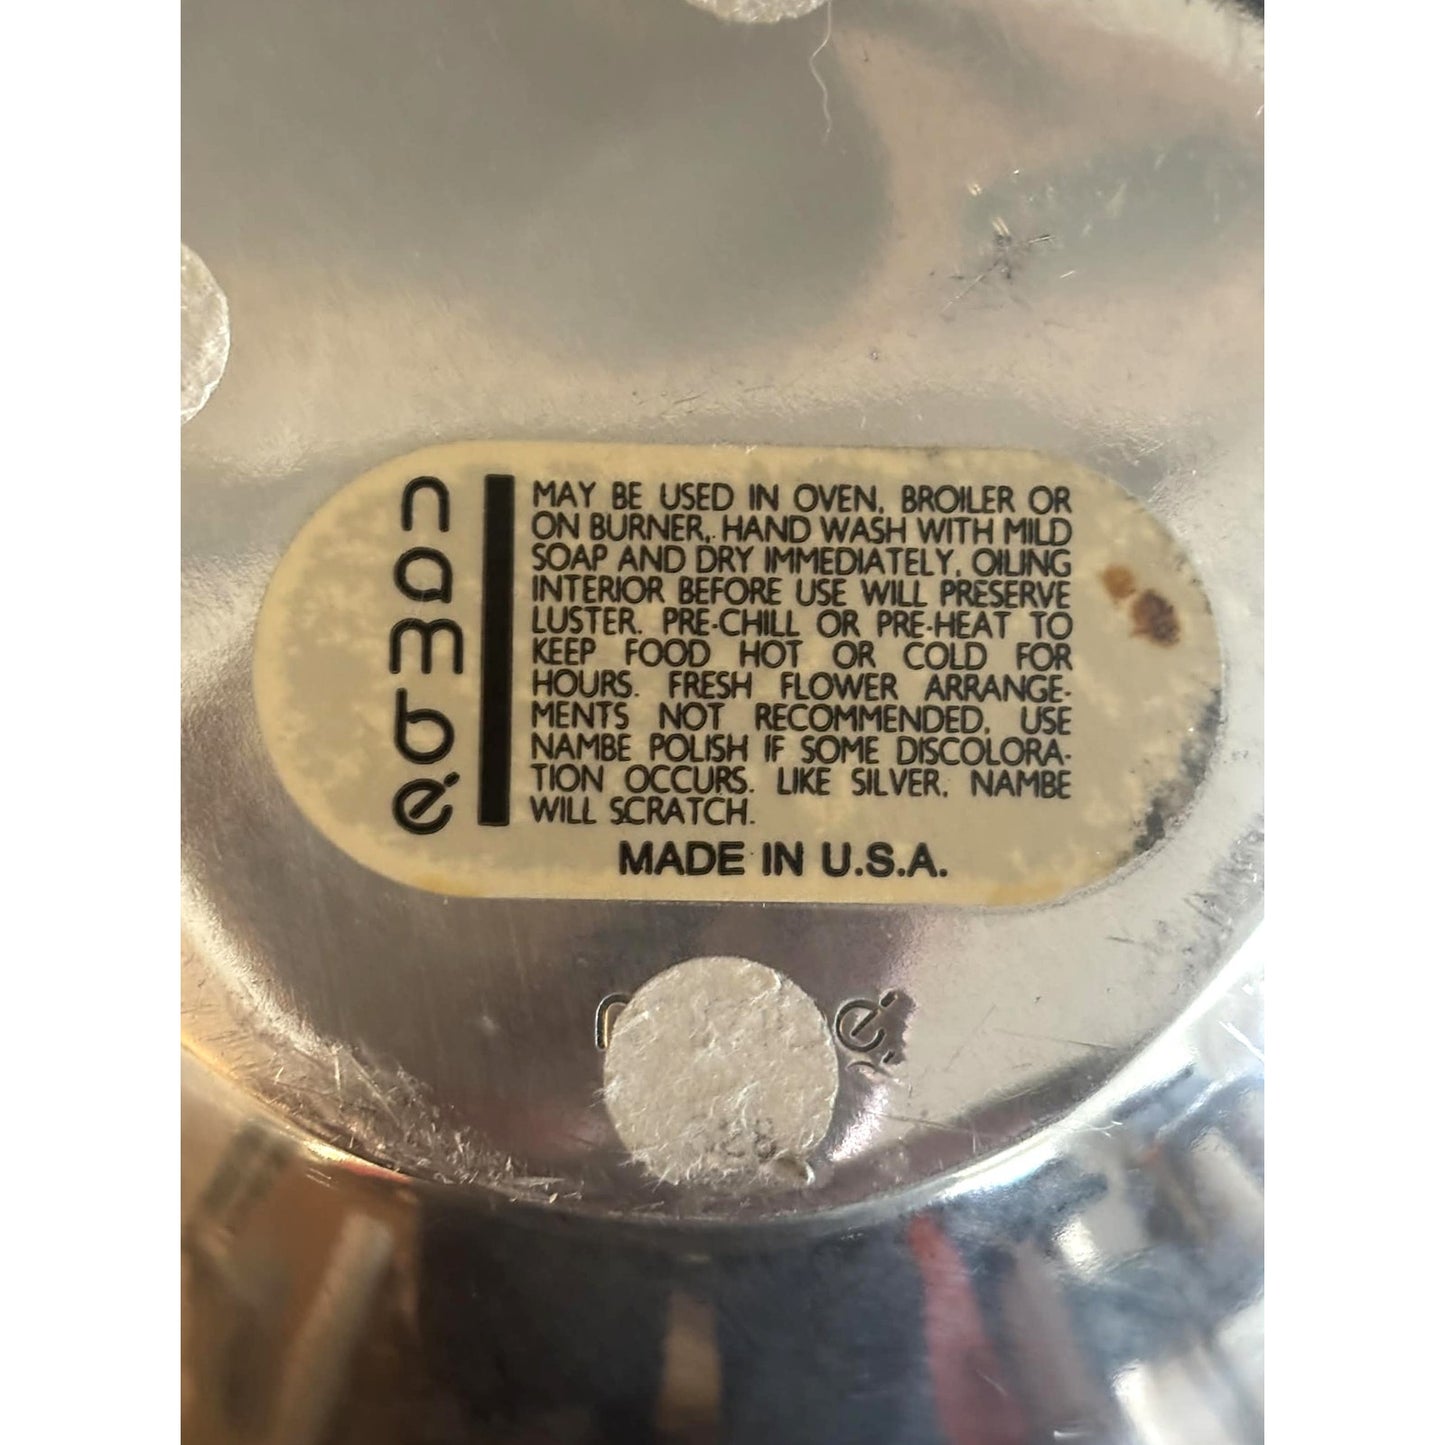 nambé
MAY BE USED IN OVEN, BROILER OR
ON BURNER, HAND WASH WITH MILD
SOAP AND DRY IMMEDIATELY, OILING
INTERIOR BEFORE USE WILL PRESERVE
LUSTER. PRE-CHILL OR PRE-HEAT TO
KEEP FOOD HOT OR COLD FOR
HOURS. FRESH FLOWER ARRANGE-
MENTS NOT RECOMMENDED, USE
NAMBE POLISH IF SOME DISCOLORA-
TION OCCURS. LIKE SILVER, NAMBE
WILL SCRATCH.
MADE IN U.S.A.